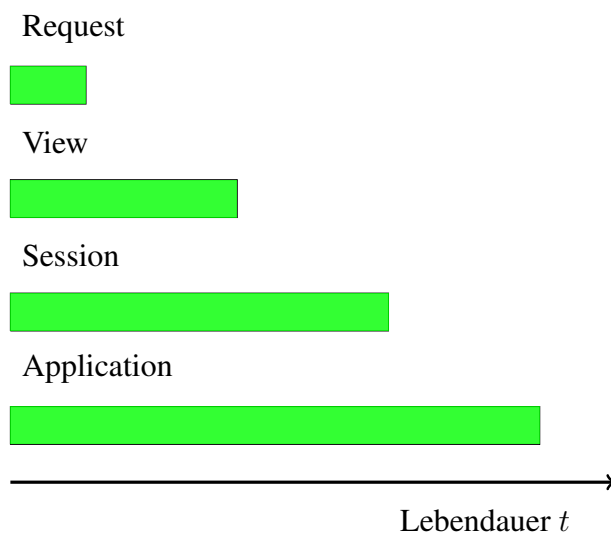 Request
View
Session
Application
Lebendauer t